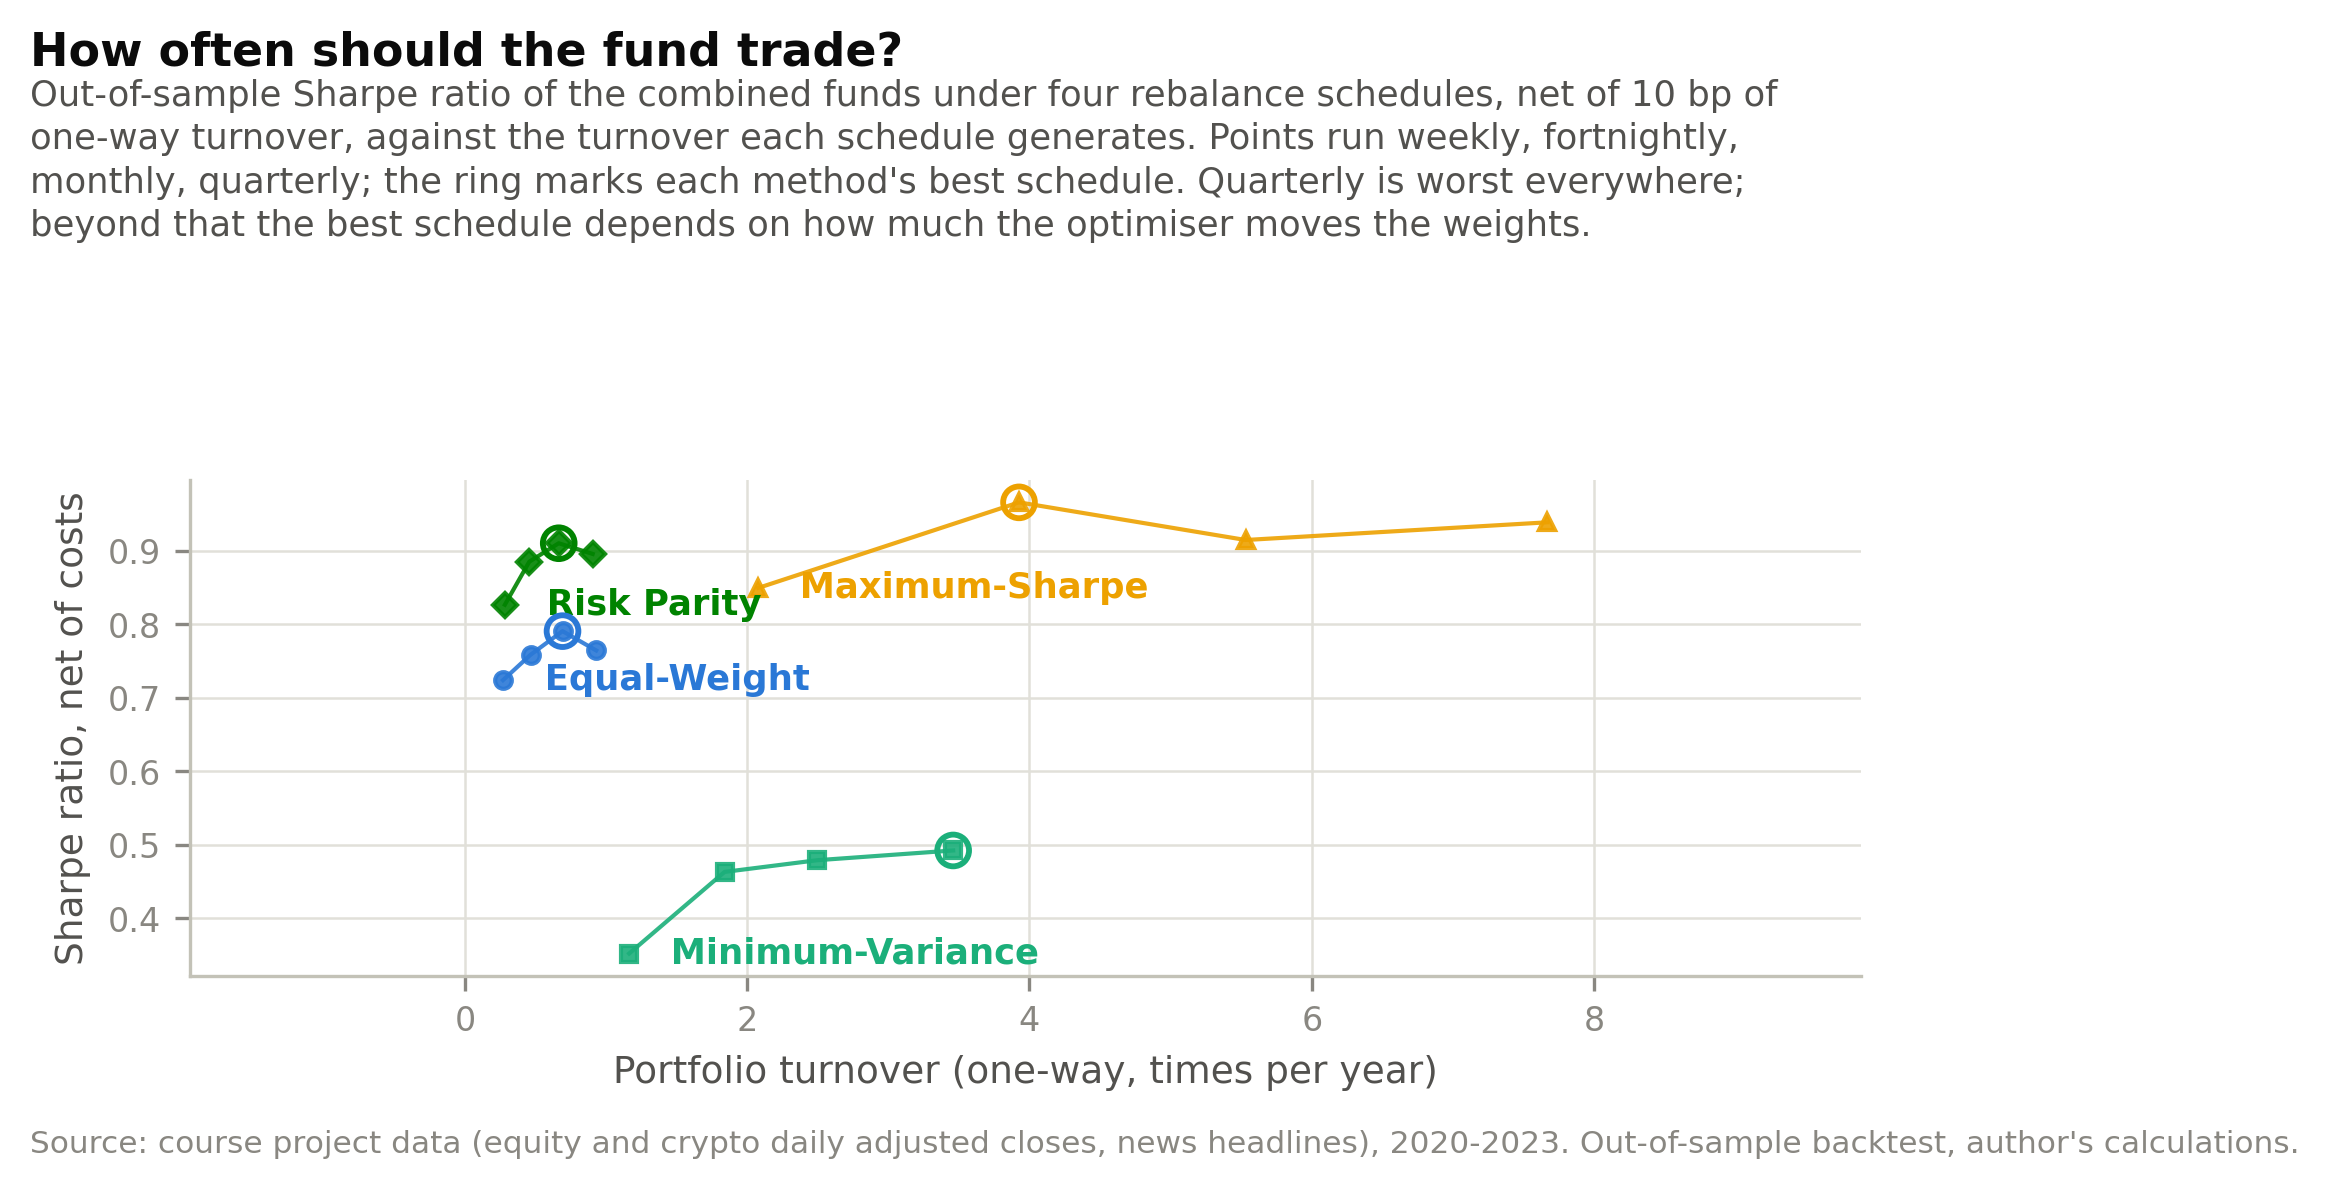 How often should the fund trade?
Out-of-sample Sharpe ratio of the combined funds under four rebalance schedules, net of 10 bp of
one-way turnover, against the turnover each schedule generates. Points run weekly, fortnightly,
monthly, quarterly; the ring marks each method's best schedule. Quarterly is worst everywhere;
beyond that the best schedule depends on how much the optimiser moves the weights.
Sharpe ratio, net of costs
0.9
0.8
0.7
0.6
0.5
0.4
Risk Parity
Maximum-Sharpe
Equal-Weight
Minimum-Variance
0 2 4 6 8
Portfolio turnover (one-way, times per year)
Source: course project data (equity and crypto daily adjusted closes, news headlines), 2020-2023. Out-of-sample backtest, author's calculations.